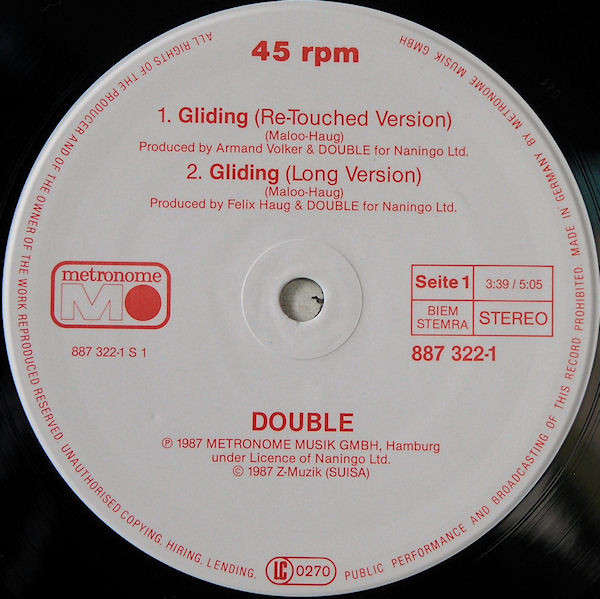 45 rpm
1. Gliding (Re-Touched Version)
(Maloo-Haug)
Produced by Armand Volker & DOUBLE for Naningo Ltd.
2. Gliding (Long Version)
(Maloo-Haug)
Produced by Felix Haug & DOUBLE for Naningo Ltd.
metronome
MO
887 322-1 S 1
Seite 1
3:39 / 5:05
BIEM
STEMRA
STEREO
887 322-1
DOUBLE
℗ 1987 METRONOME MUSIK GMBH, Hamburg
under Licence of Naningo Ltd.
© 1987 Z-Muzik (SUISA)
ALL RIGHTS OF THE PRODUCER AND OF THE OWNER OF THE WORK REPRODUCED RESERVED. UNAUTHORISED COPYING, HIRING, LENDING, PUBLIC PERFORMANCE AND BROADCASTING OF THIS RECORD PROHIBITED. MADE IN GERMANY BY METRONOME MUSIK GMBH
LC 0270